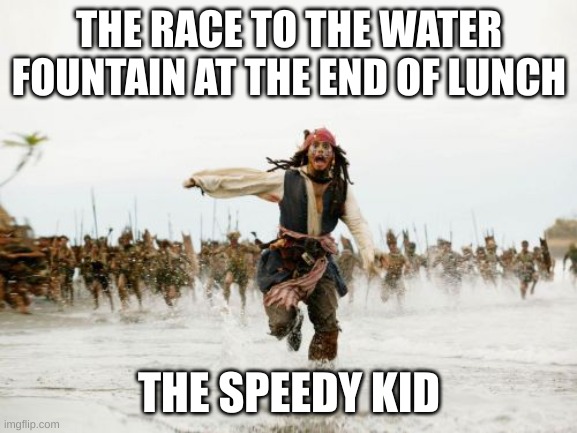 THE RACE TO THE WATER
FOUNTAIN AT THE END OF LUNCH
THE SPEEDY KID
imgflip.com